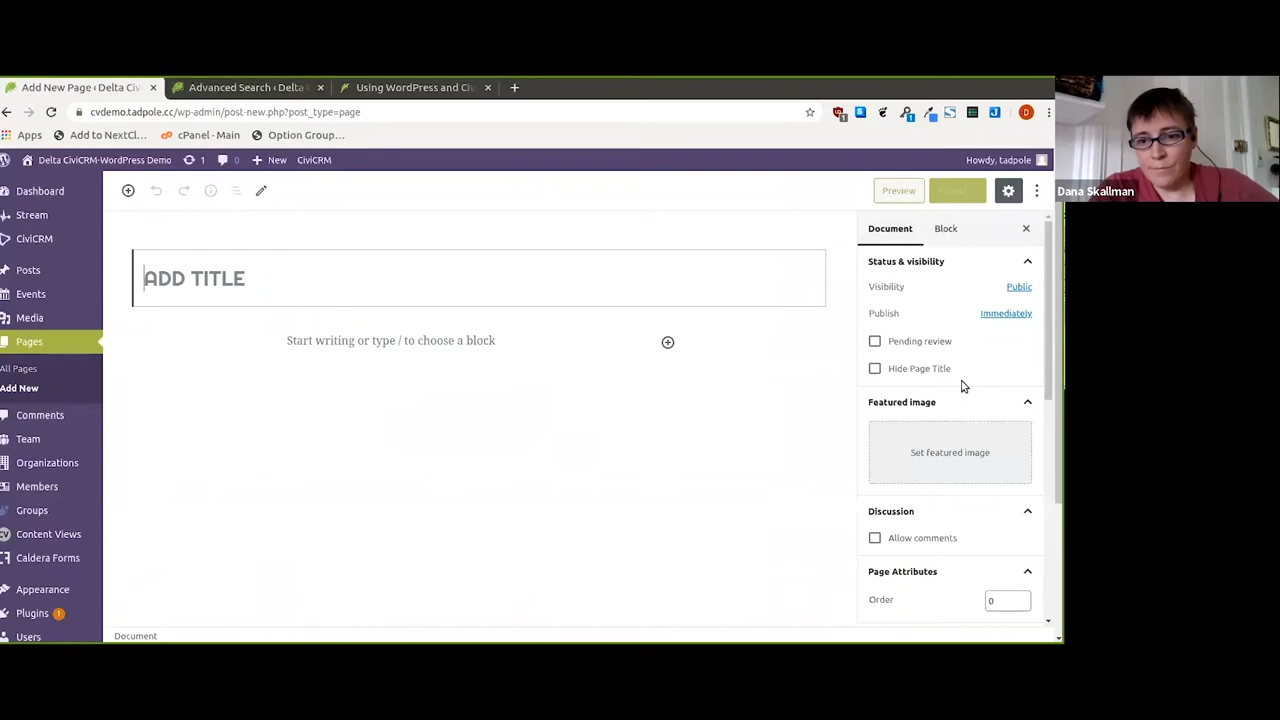 Add New Page ‹ Delta Civi
Advanced Search ‹ Delta C
Using WordPress and Civ
cvdemo.tadpole.cc/wp-admin/post-new.php?post_type=page
Apps
Add to NextCl...
cPanel - Main
Option Group...
Delta CiviCRM-WordPress Demo
1
0
New
CiviCRM
Howdy, tadpole
Dana Skallman
Dashboard
Stream
CiviCRM
Posts
Events
Media
Pages
All Pages
Add New
Comments
Team
Organizations
Members
Groups
Content Views
Caldera Forms
Appearance
Plugins 1
Users
Preview
ADD TITLE
Start writing or type / to choose a block
Document
Block
Status & visibility
Visibility
Public
Publish
Immediately
Pending review
Hide Page Title
Featured image
Set featured image
Discussion
Allow comments
Page Attributes
Order
0
Document